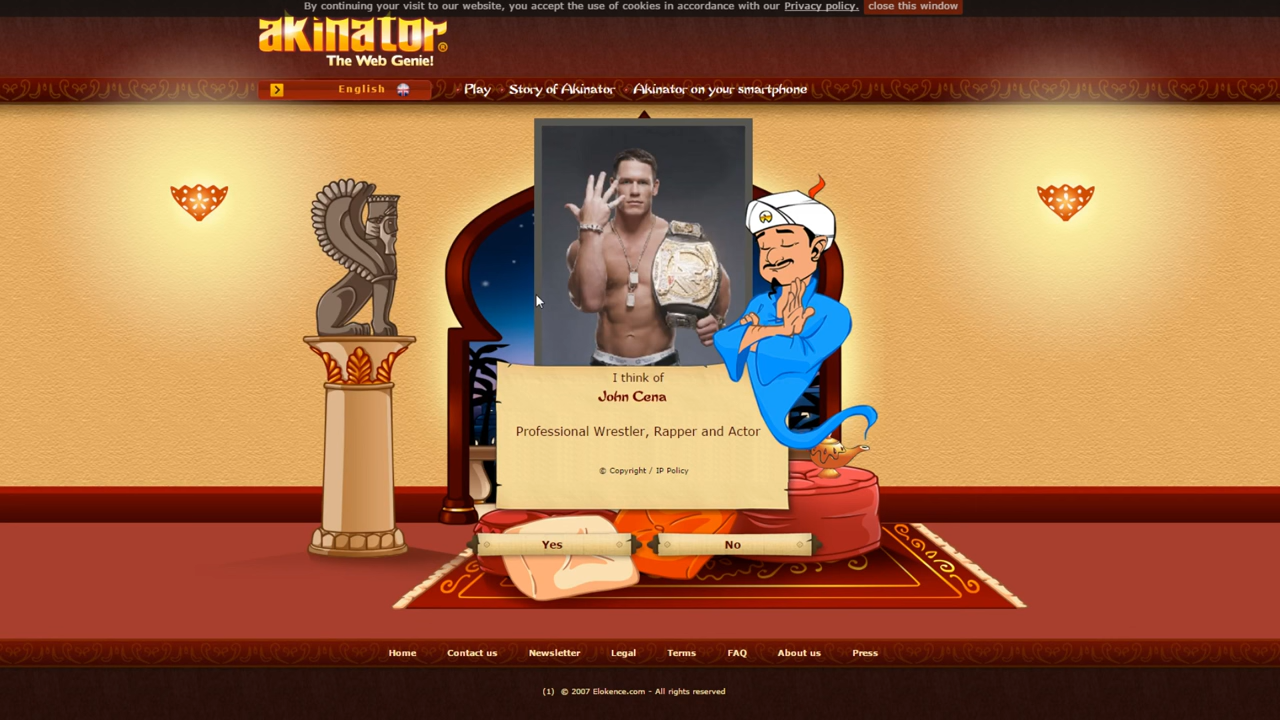 By continuing your visit to our website, you accept the use of cookies in accordance with our Privacy policy. close this window
akinator®
The Web Genie!
English · Play · Story of Akinator · Akinator on your smartphone
I think of
John Cena
Professional Wrestler, Rapper and Actor
© Copyright / IP Policy
Yes No
Home Contact us Newsletter Legal Terms FAQ About us Press
(1) © 2007 Elokence.com - All rights reserved